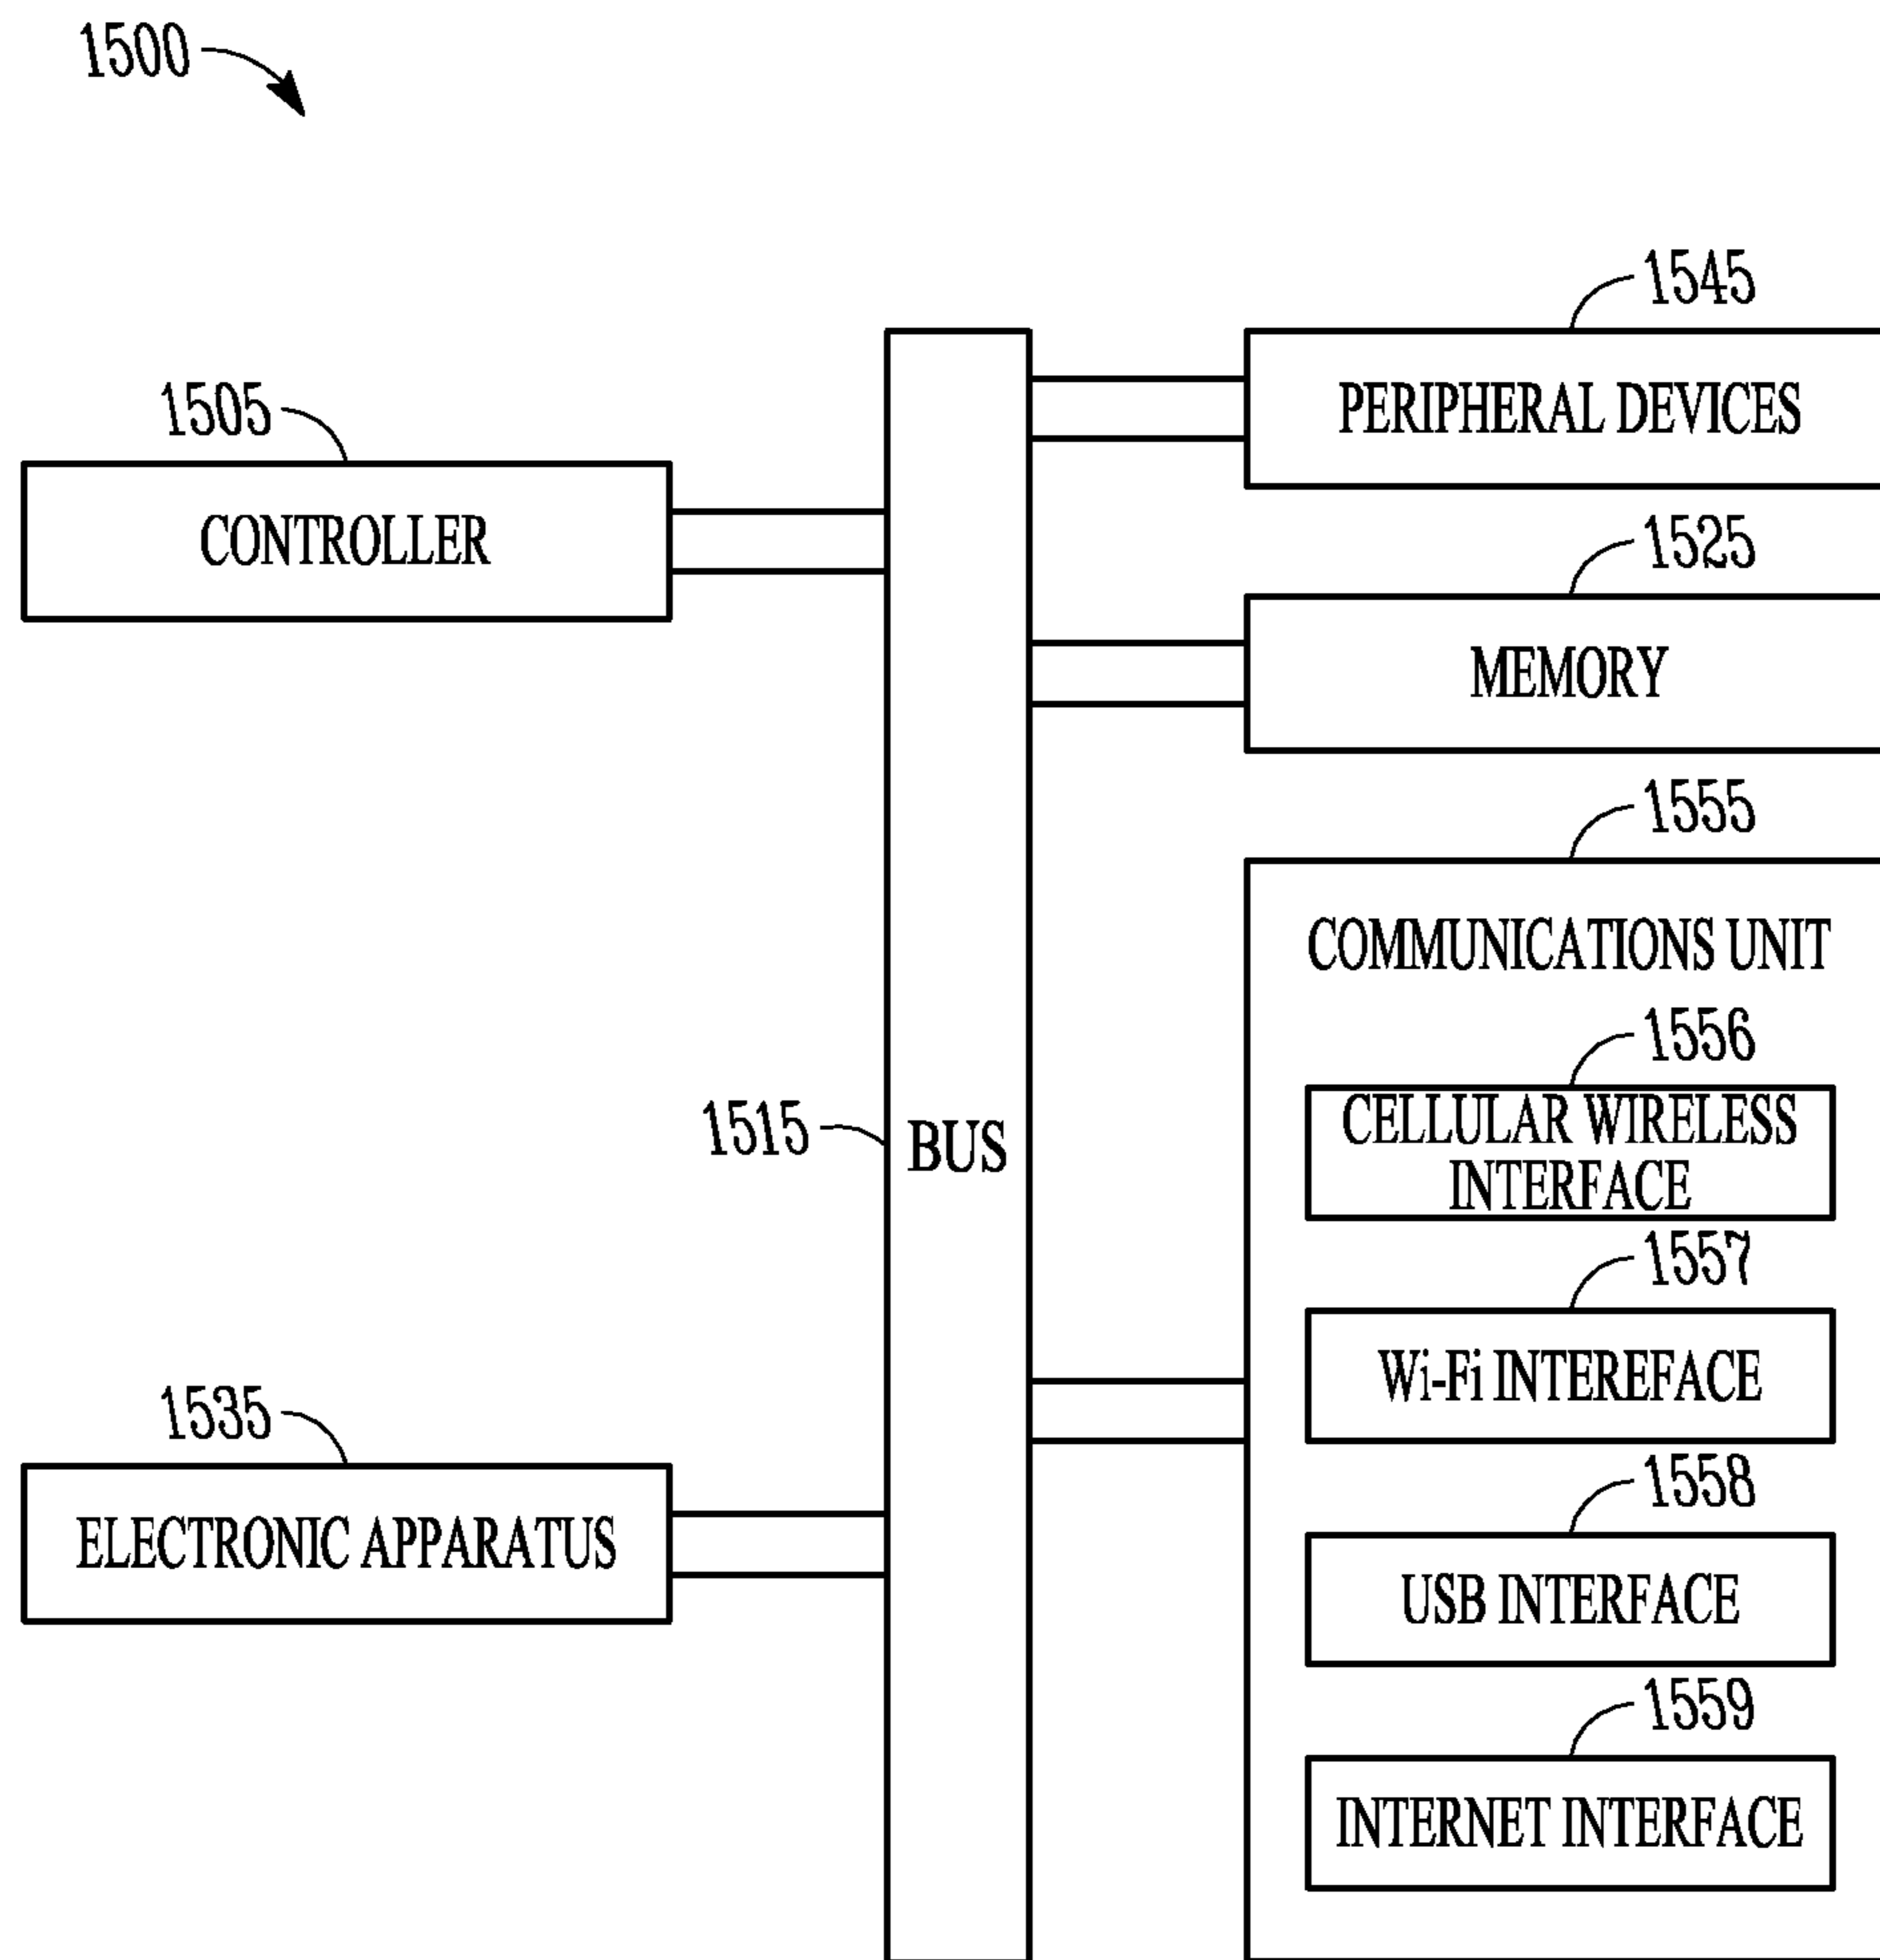 1500
1545
PERIPHERAL DEVICES
1505
CONTROLLER
1525
MEMORY
1555
COMMUNICATIONS UNIT
1556
CELLULAR WIRELESS
INTERFACE
1515
BUS
1557
Wi-Fi INTEREFACE
1535
ELECTRONIC APPARATUS
1558
USB INTERFACE
1559
INTERNET INTERFACE